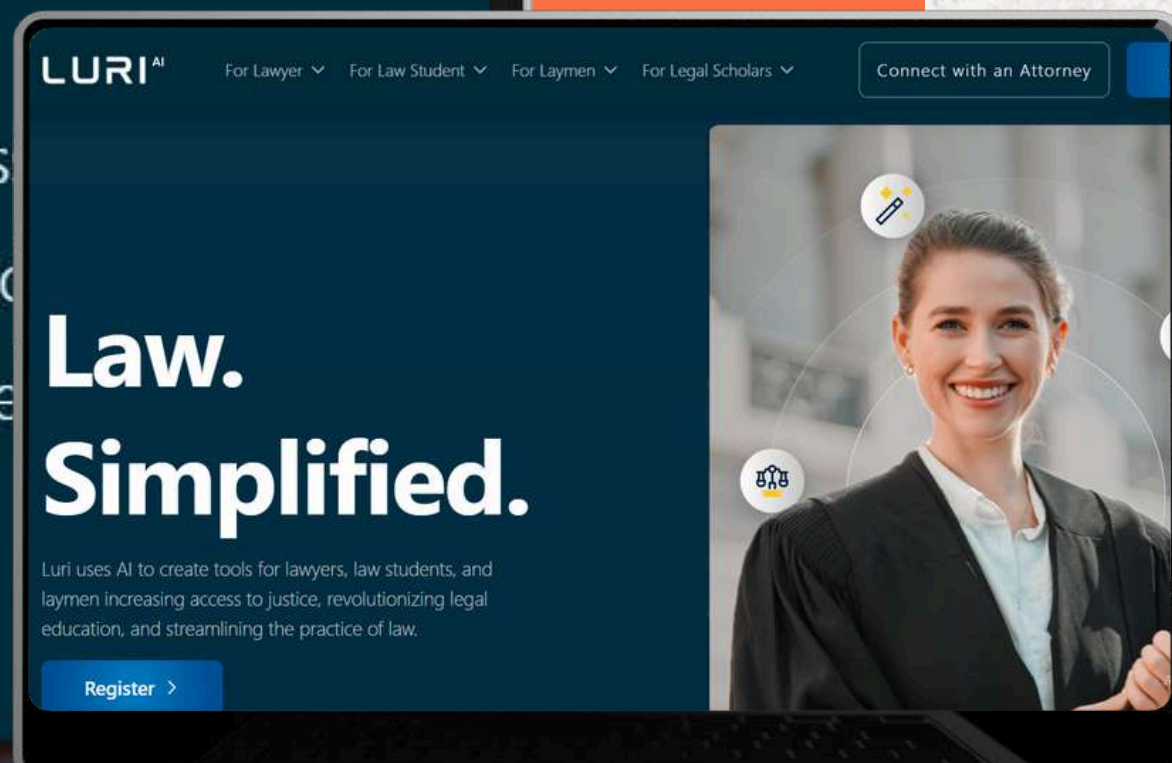 LURI AI
For Lawyer
For Law Student
For Laymen
For Legal Scholars
Connect with an Attorney
Law.
Simplified.
Luri uses AI to create tools for lawyers, law students, and
laymen increasing access to justice, revolutionizing legal
education, and streamlining the practice of law.
Register